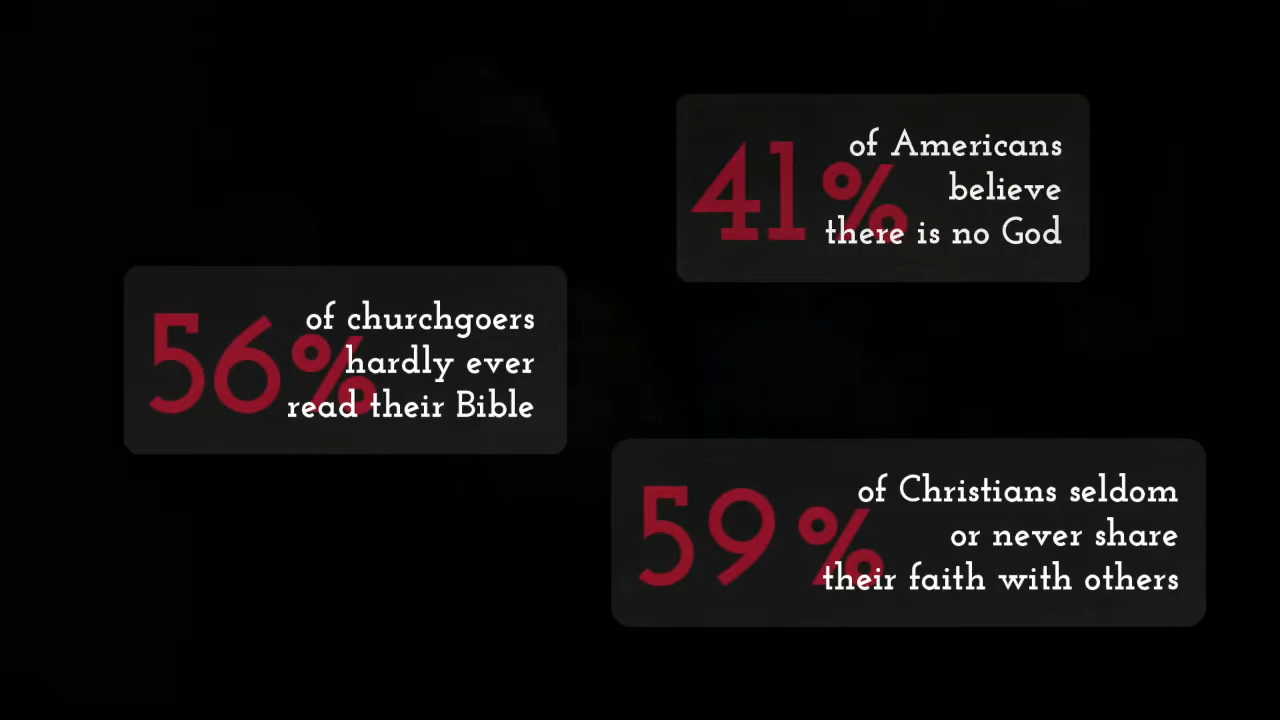 41%
of Americans
believe
there is no God
56%
of churchgoers
hardly ever
read their Bible
59%
of Christians seldom
or never share
their faith with others